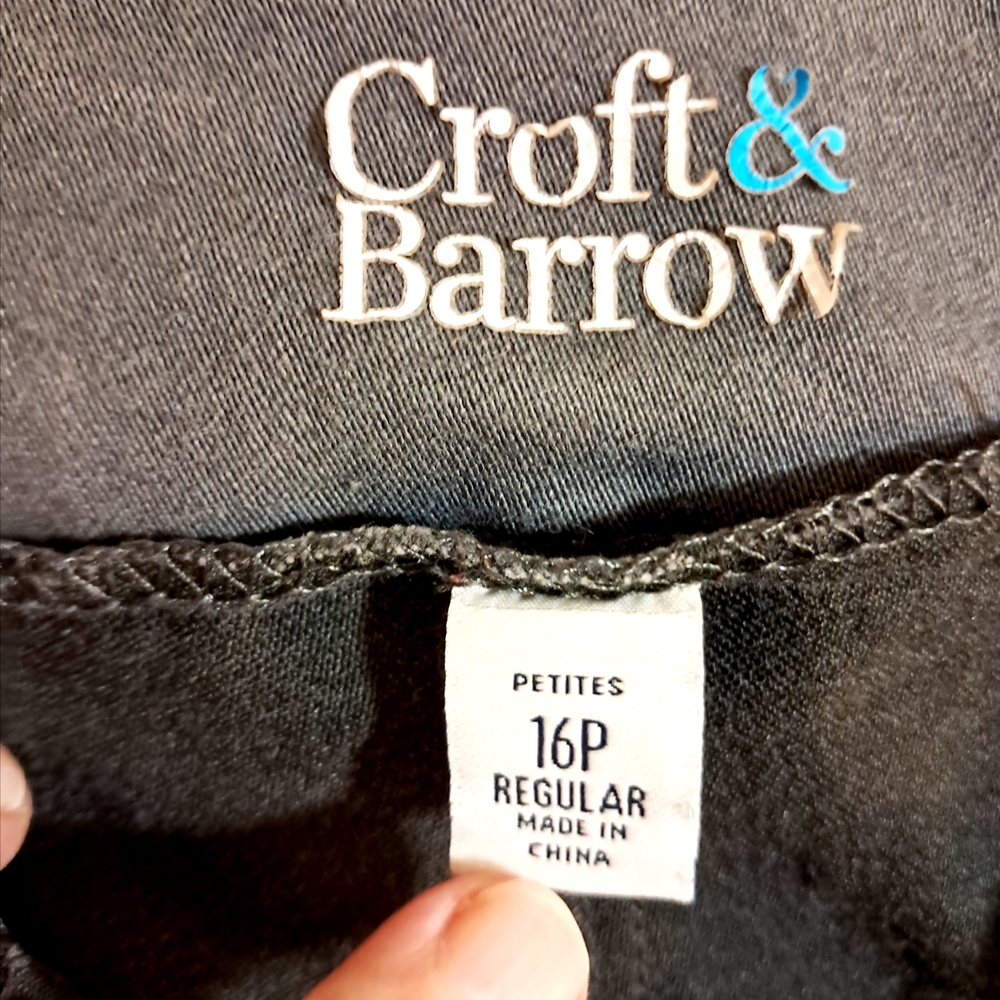 Croft &
Barrow
PETITES
16P
REGULAR
MADE IN
CHINA